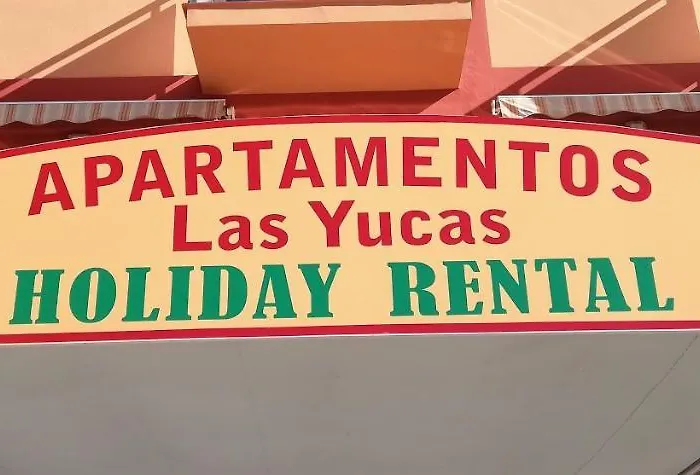 APARTAMENTOS
Las Yucas
HOLIDAY RENTAL